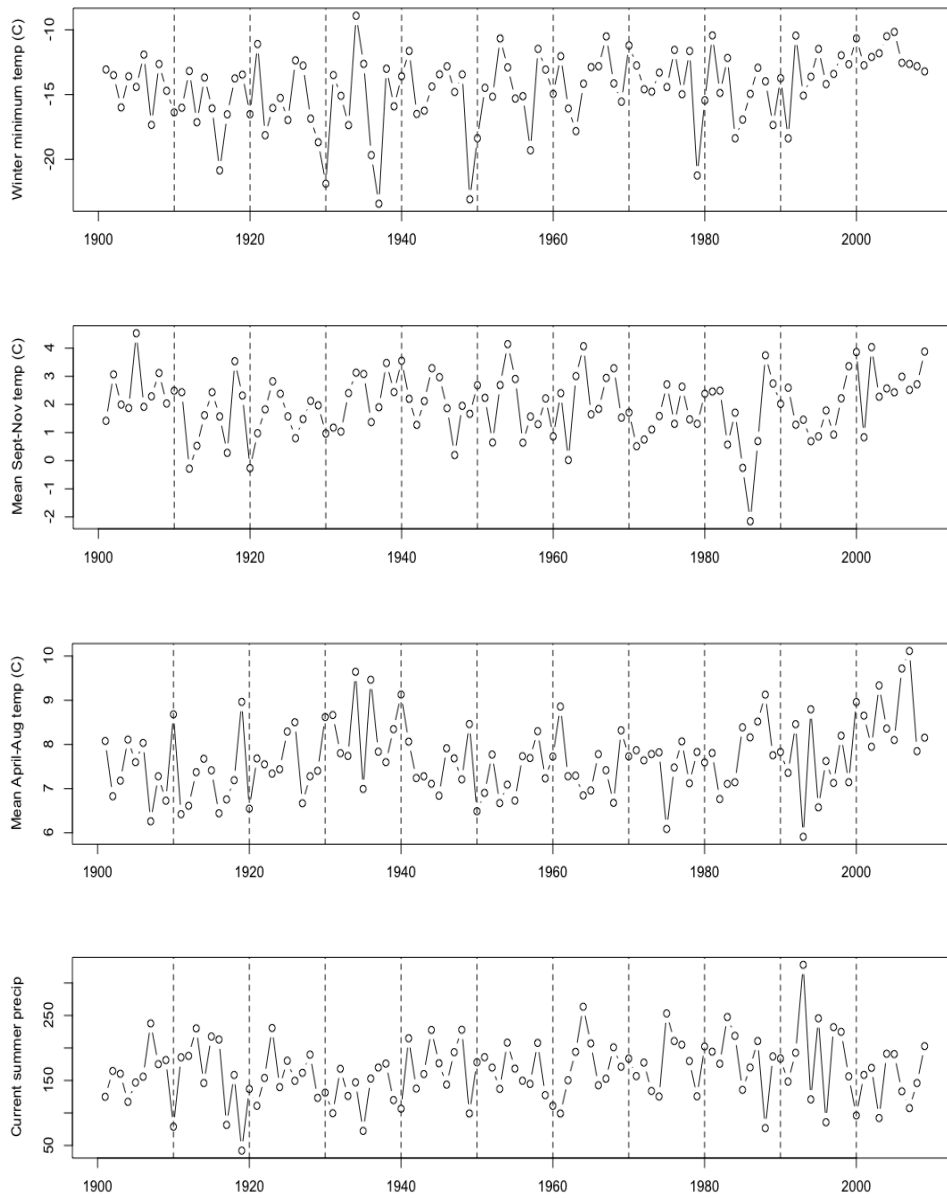 Winter minimum temp (C)
-10
-15
-20
1900 1920 1940 1960 1980 2000
Mean Sept-Nov temp (C)
4
3
2
1
0
-1
-2
1900 1920 1940 1960 1980 2000
Mean April-Aug temp (C)
10
9
8
7
6
1900 1920 1940 1960 1980 2000
Current summer precip
250
150
50
1900 1920 1940 1960 1980 2000